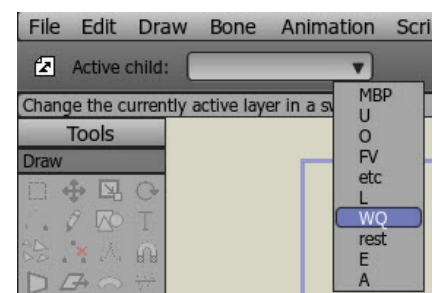 File Edit Draw Bone Animation Scri
Active child:
Change the currently active layer in a sw
Tools
Draw
MBP
U
O
FV
etc
L
WQ
rest
E
A